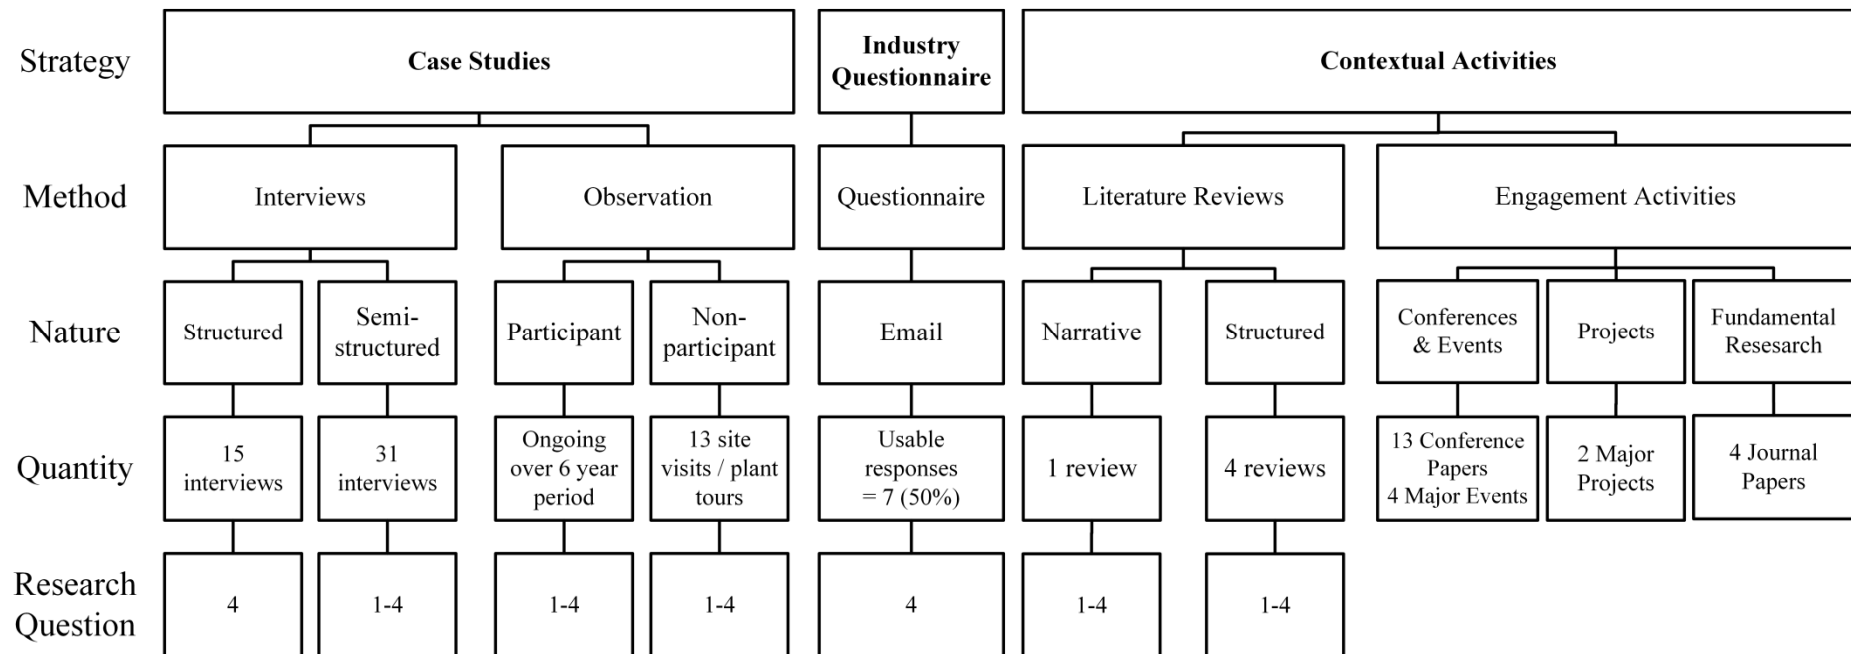 Strategy
Case Studies
Industry
Questionnaire
Contextual Activities
Method
Interviews
Observation
Questionnaire
Literature Reviews
Engagement Activities
Nature
Structured
Semi-
structured
Participant
Non-
participant
Email
Narrative
Structured
Conferences
& Events
Projects
Fundamental
Resesarch
Quantity
15
interviews
31
interviews
Ongoing
over 6 year
period
13 site
visits / plant
tours
Usable
responses
= 7 (50%)
1 review
4 reviews
13 Conference
Papers
4 Major Events
2 Major
Projects
4 Journal
Papers
Research
Question
4
1-4
1-4
1-4
4
1-4
1-4